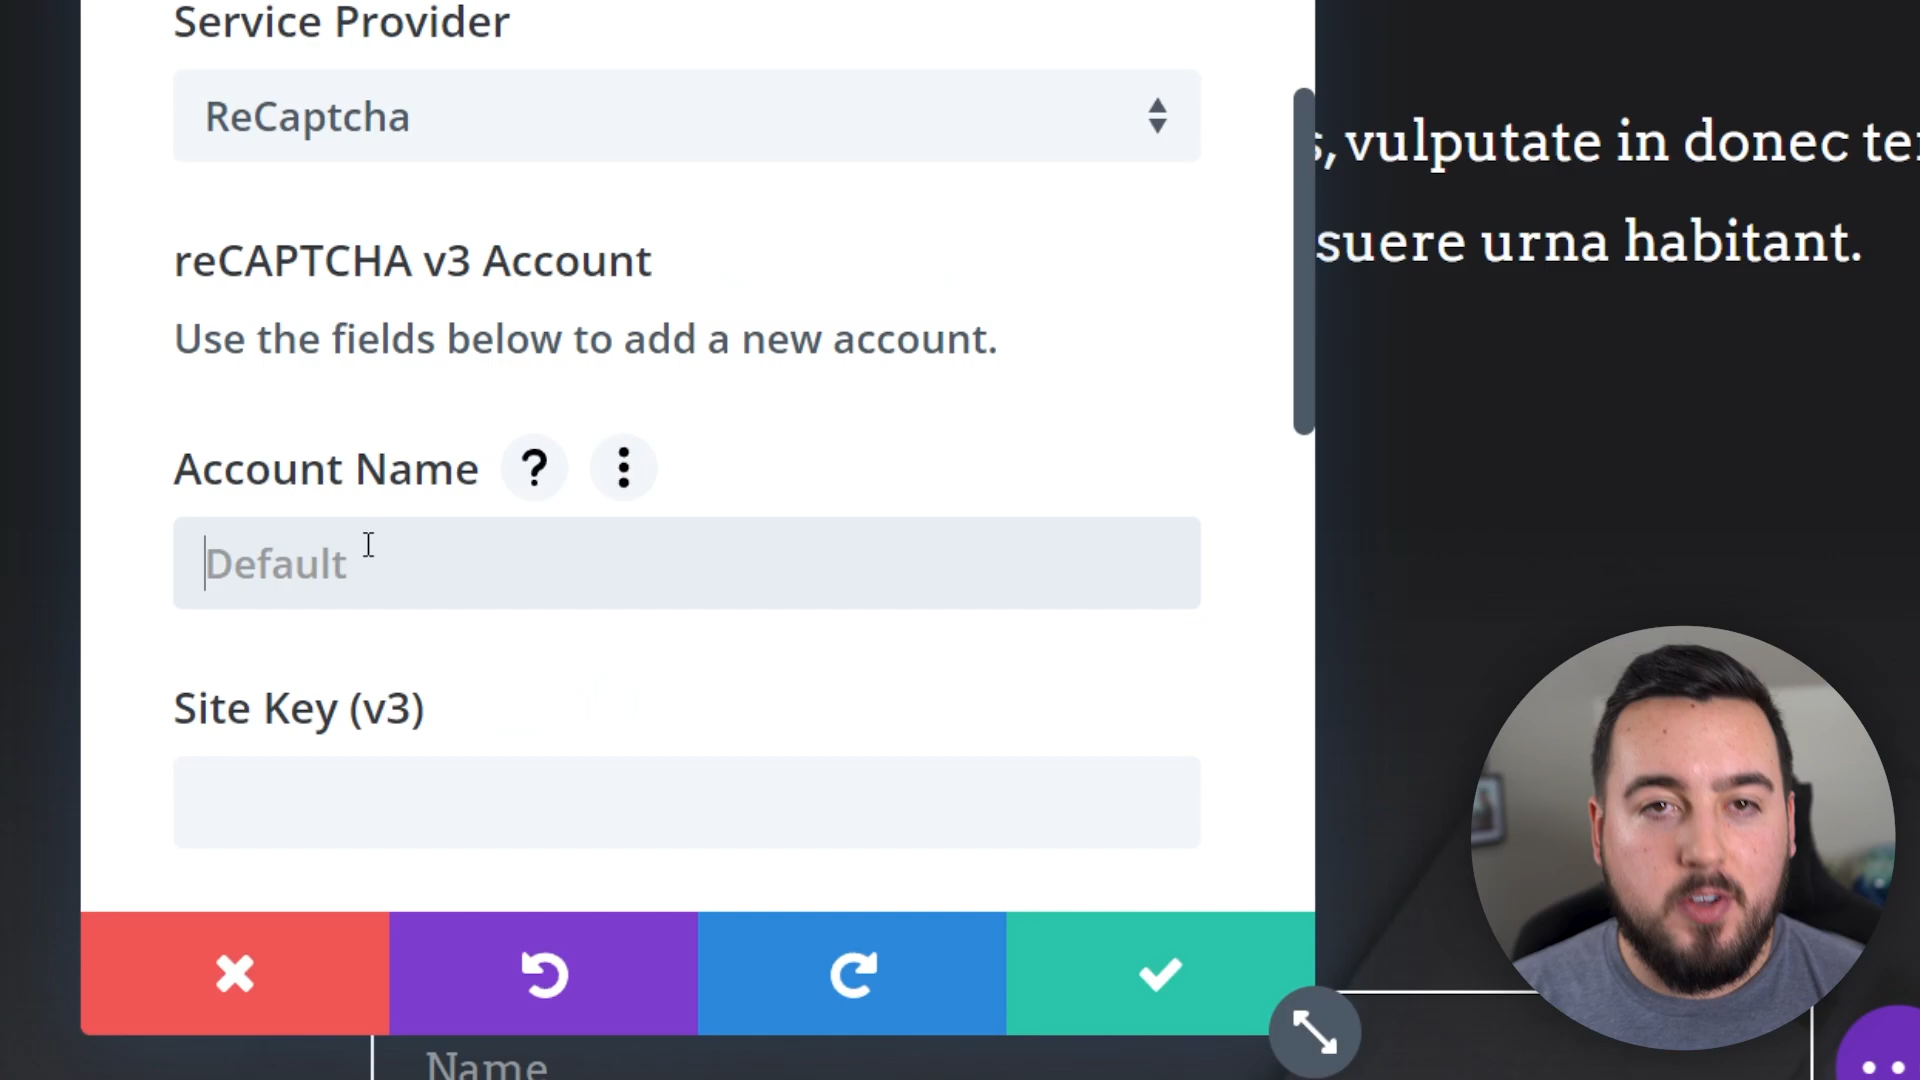 Service Provider
ReCaptcha
s, vulputate in donec te
suere urna habitant.
reCAPTCHA v3 Account
Use the fields below to add a new account.
Account Name ?
Default
Site Key (v3)
Name